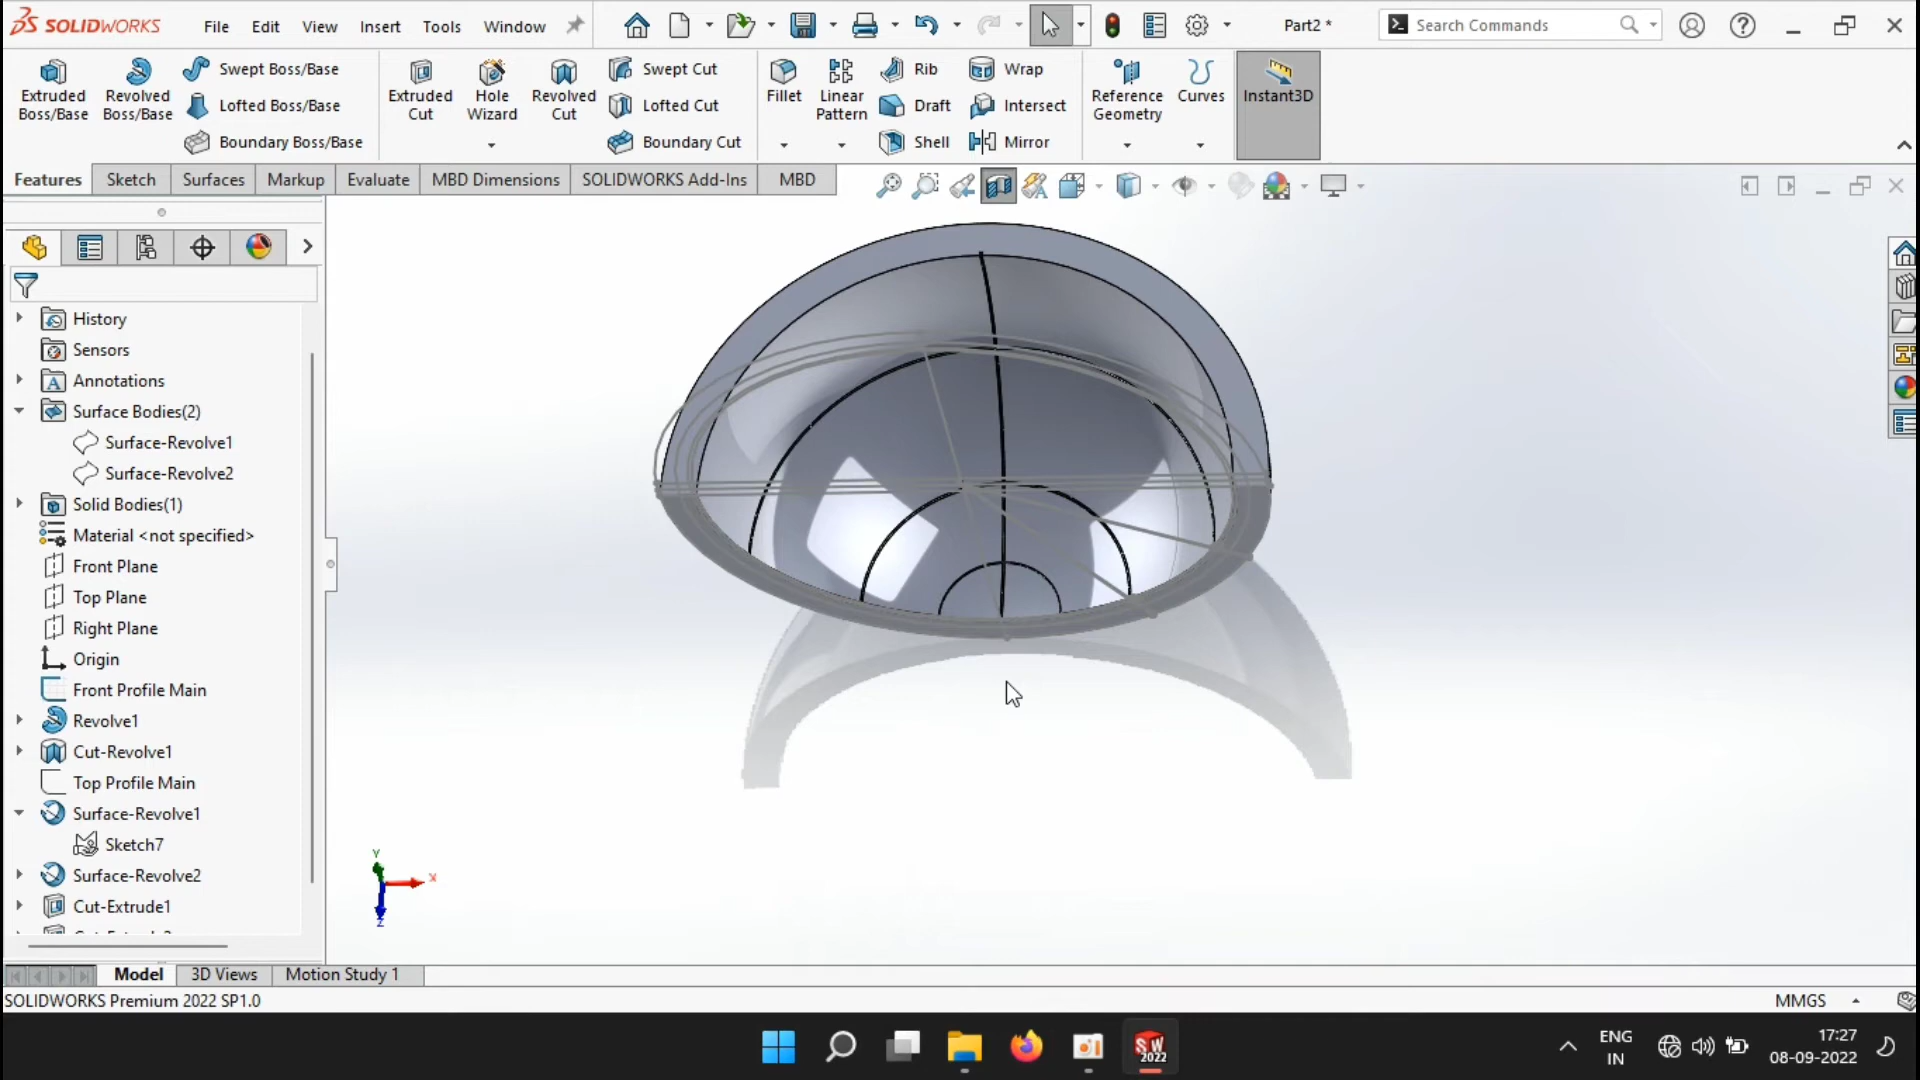 SOLIDWORKS File Edit View Insert Tools Window Part2 * Search Commands
Extruded Boss/Base
Revolved Boss/Base
Swept Boss/Base
Lofted Boss/Base
Boundary Boss/Base
Extruded Cut
Hole Wizard
Revolved Cut
Swept Cut
Lofted Cut
Boundary Cut
Fillet
Linear Pattern
Rib
Draft
Shell
Wrap
Intersect
Mirror
Reference Geometry
Curves
Instant3D
Features Sketch Surfaces Markup Evaluate MBD Dimensions SOLIDWORKS Add-Ins MBD
History
Sensors
Annotations
Surface Bodies(2)
Surface-Revolve1
Surface-Revolve2
Solid Bodies(1)
Material <not specified>
Front Plane
Top Plane
Right Plane
Origin
Front Profile Main
Revolve1
Cut-Revolve1
Top Profile Main
Surface-Revolve1
Sketch7
Surface-Revolve2
Cut-Extrude1
Y
X
Z
Model 3D Views Motion Study 1
SOLIDWORKS Premium 2022 SP1.0 MMGS
SW 2022
ENG
IN
17:27
08-09-2022